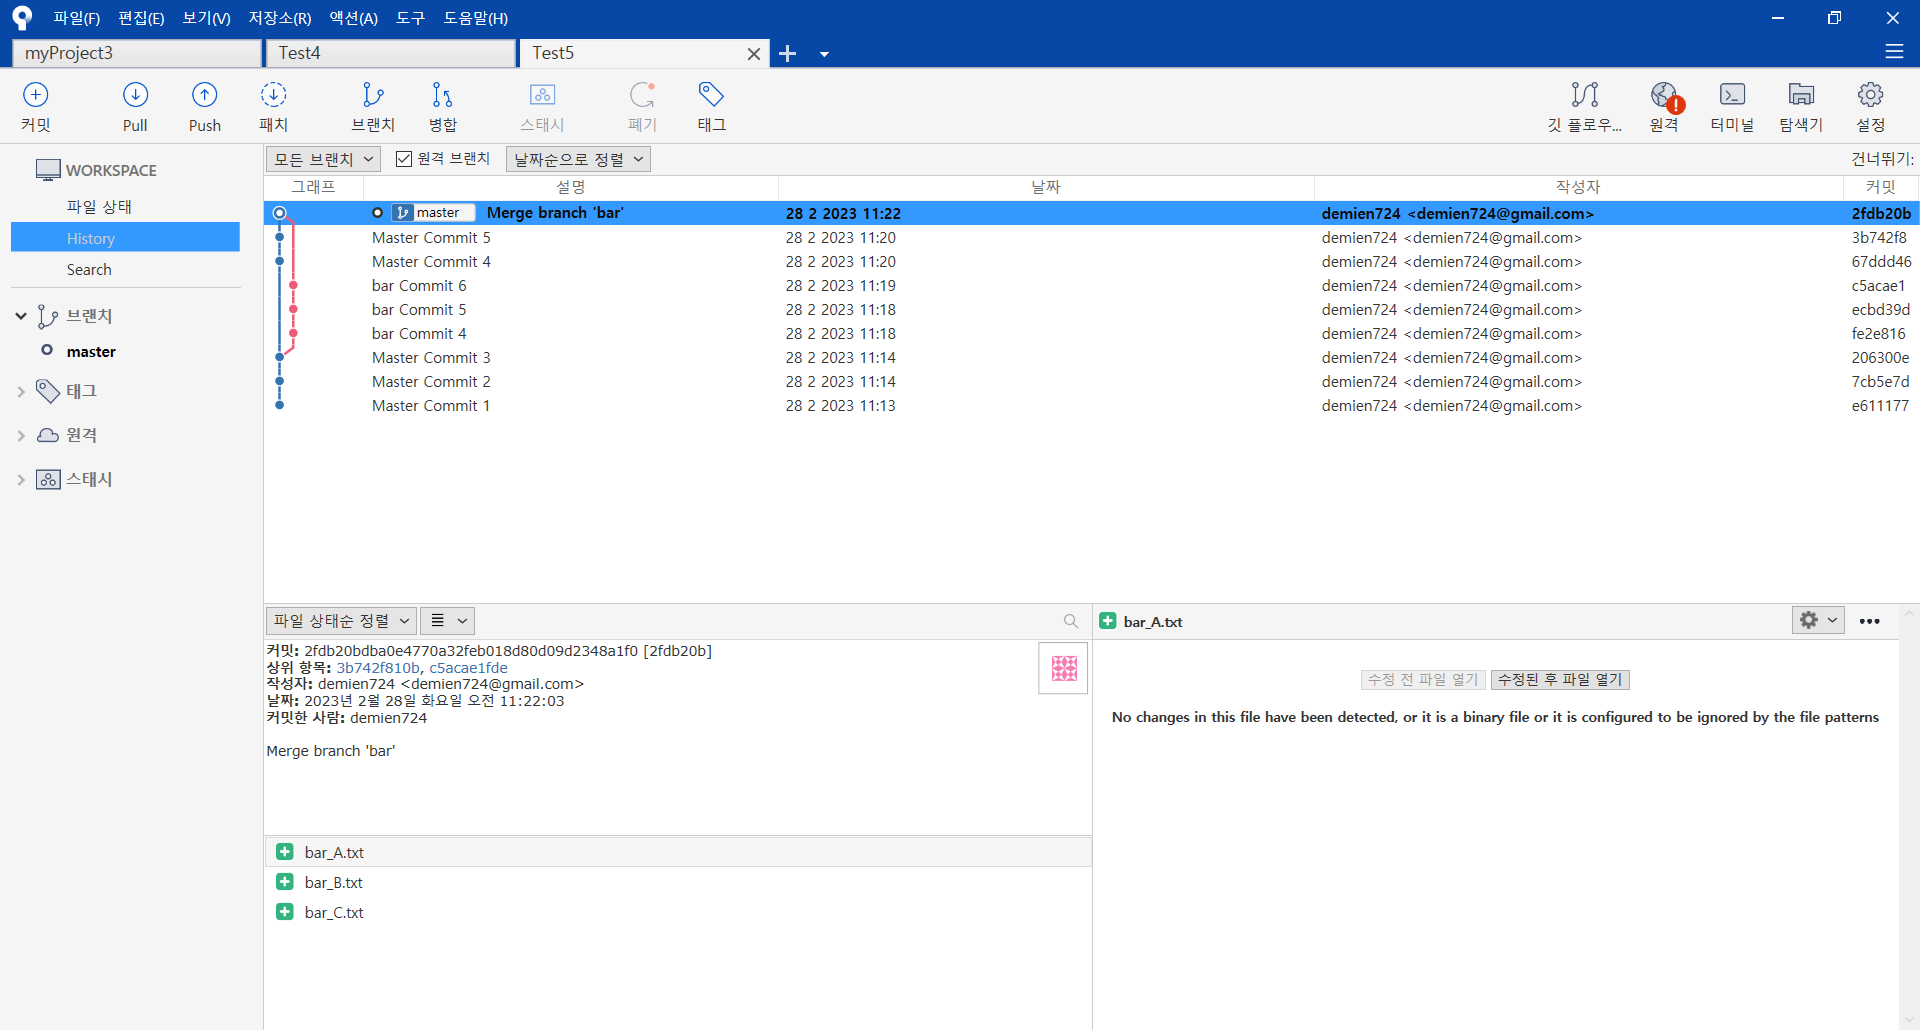 파일(F) 편집(E) 보기(V) 저장소(R) 액션(A) 도구 도움말(H)
myProject3 Test4 Test5
커밋 Pull Push 패치 브랜치 병합 스태시 폐기 태그 깃 플로우... 원격 터미널 탐색기 설정
WORKSPACE
파일 상태
History
Search
브랜치
master
태그
원격
스태시
모든 브랜치 원격 브랜치 날짜순으로 정렬 건너뛰기:
그래프 설명 날짜 작성자 커밋
master Merge branch 'bar' 28 2 2023 11:22 demien724 <demien724@gmail.com> 2fdb20b
Master Commit 5 28 2 2023 11:20 demien724 <demien724@gmail.com> 3b742f8
Master Commit 4 28 2 2023 11:20 demien724 <demien724@gmail.com> 67ddd46
bar Commit 6 28 2 2023 11:19 demien724 <demien724@gmail.com> c5acae1
bar Commit 5 28 2 2023 11:18 demien724 <demien724@gmail.com> ecbd39d
bar Commit 4 28 2 2023 11:18 demien724 <demien724@gmail.com> fe2e816
Master Commit 3 28 2 2023 11:14 demien724 <demien724@gmail.com> 206300e
Master Commit 2 28 2 2023 11:14 demien724 <demien724@gmail.com> 7cb5e7d
Master Commit 1 28 2 2023 11:13 demien724 <demien724@gmail.com> e611177
파일 상태순 정렬
커밋: 2fdb20bdba0e4770a32feb018d80d09d2348a1f0 [2fdb20b]
상위 항목: 3b742f810b, c5acae1fde
작성자: demien724 <demien724@gmail.com>
날짜: 2023년 2월 28일 화요일 오전 11:22:03
커밋한 사람: demien724
Merge branch 'bar'
bar_A.txt
bar_B.txt
bar_C.txt
bar_A.txt
수정 전 파일 열기 수정된 후 파일 열기
No changes in this file have been detected, or it is a binary file or it is configured to be ignored by the file patterns